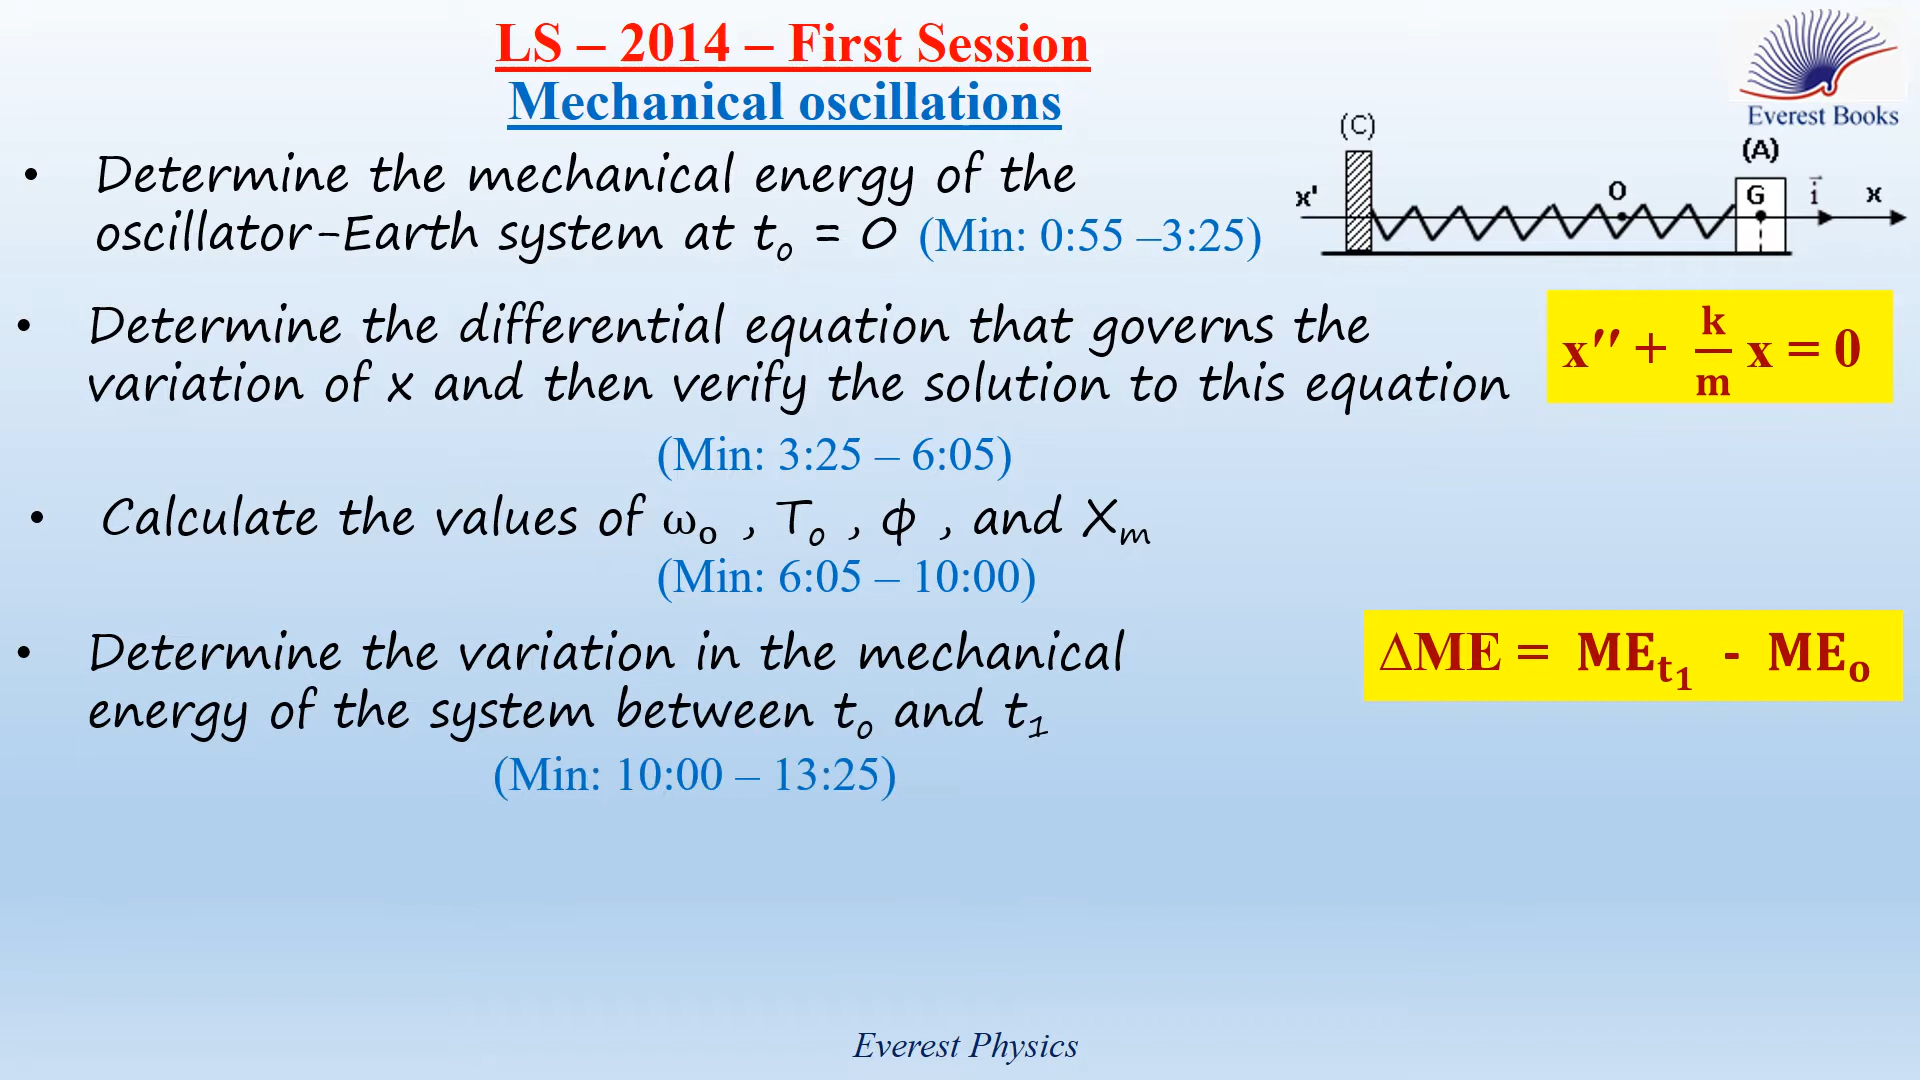 LS – 2014 – First Session
Mechanical oscillations
Everest Books
• Determine the mechanical energy of the
oscillator-Earth system at t₀ = 0 (Min: 0:55 –3:25)
(C)
(A)
x' O G i⃗ x
• Determine the differential equation that governs the
variation of x and then verify the solution to this equation
x′′ + k/m x = 0
(Min: 3:25 – 6:05)
• Calculate the values of ω₀ , T₀ , φ , and Xₘ
(Min: 6:05 – 10:00)
• Determine the variation in the mechanical
energy of the system between t₀ and t₁
ΔME = ME_t₁ - ME₀
(Min: 10:00 – 13:25)
Everest Physics